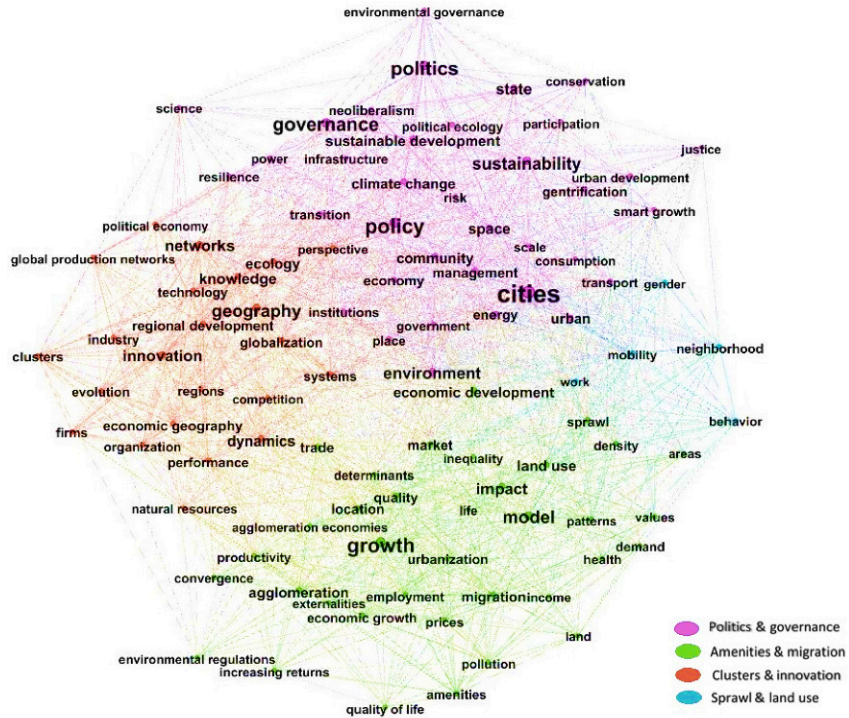 environmental governance
politics
state
conservation
science
neoliberalism
governance
political ecology
participation
sustainable development
justice
power
infrastructure
sustainability
resilience
climate change
urban development
gentrification
risk
transition
smart growth
political economy
policy
space
networks
perspective
scale
global production networks
ecology
community
consumption
knowledge
economy
management
transport
gender
technology
cities
geography
institutions
energy
urban
regional development
government
industry
globalization
place
clusters
innovation
mobility
neighborhood
systems
environment
work
evolution
regions
competition
economic development
firms
economic geography
sprawl
behavior
organization
dynamics
trade
market
density
areas
performance
inequality
land use
determinants
impact
natural resources
quality
location
life
model
patterns
values
agglomeration economies
growth
demand
productivity
urbanization
health
convergence
agglomeration
employment
migration
income
externalities
economic growth
prices
land
environmental regulations
increasing returns
pollution
amenities
quality of life
Politics & governance
Amenities & migration
Clusters & innovation
Sprawl & land use